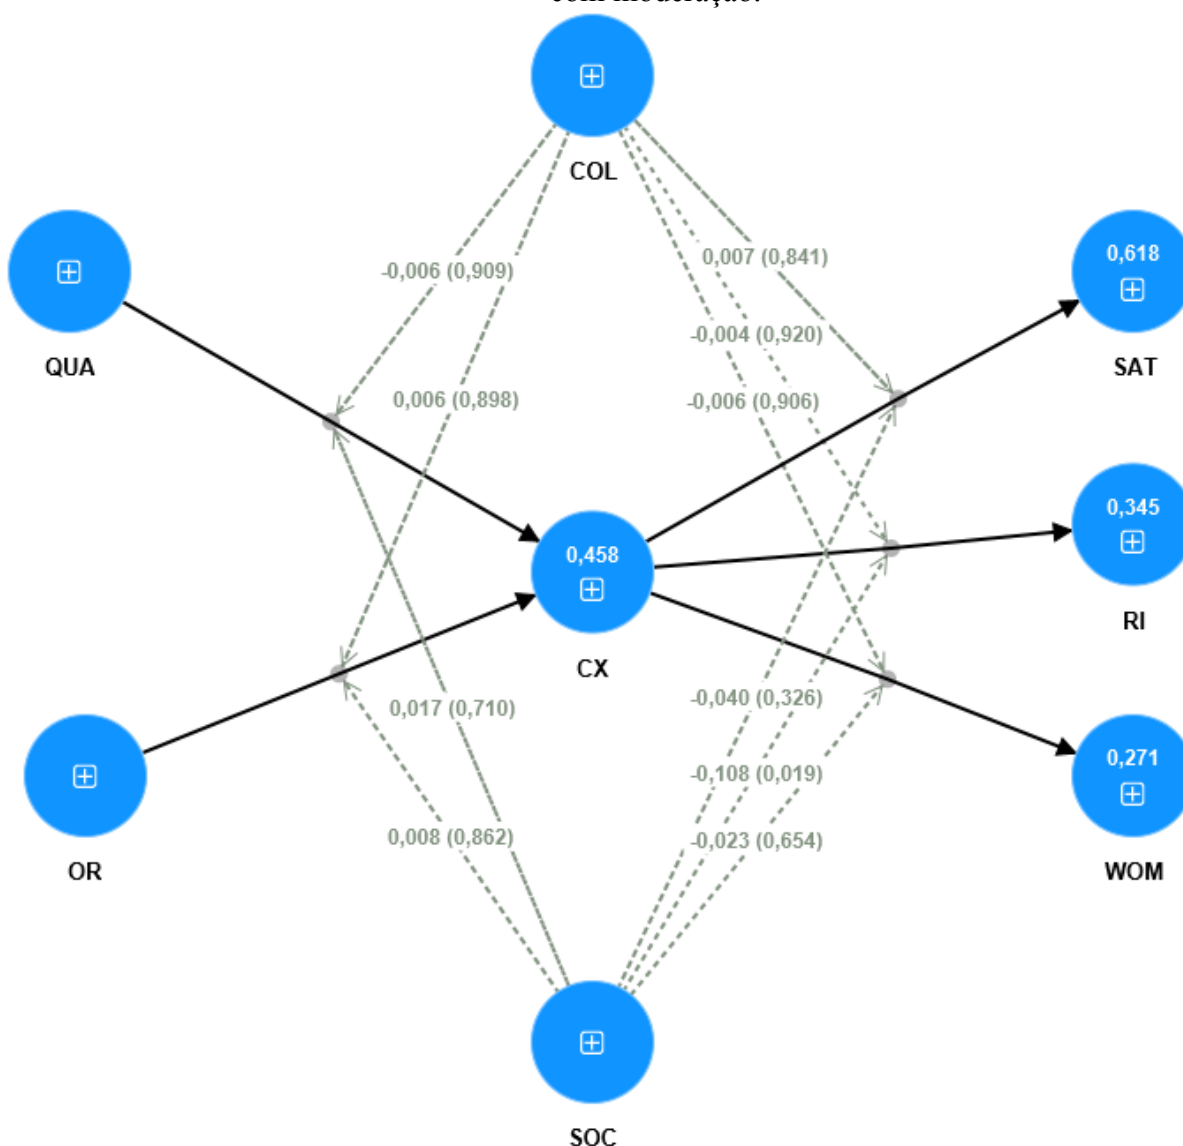 com moderação.
COL
QUA
-0,006 (0,909)
0,007 (0,841)
0,618
SAT
-0,004 (0,920)
0,006 (0,898)
-0,006 (0,906)
0,345
RI
0,458
CX
0,017 (0,710)
-0,040 (0,326)
-0,108 (0,019)
0,271
WOM
OR
0,008 (0,862)
-0,023 (0,654)
SOC